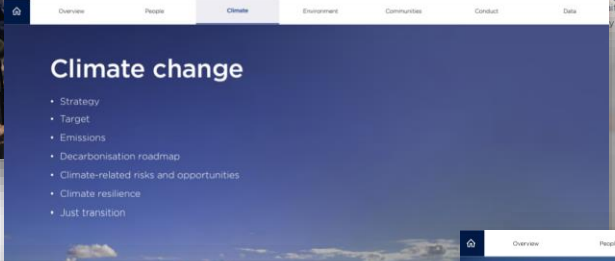 Overview People Climate Environment Communities Conduct Data
Climate change
• Strategy
• Target
• Emissions
• Decarbonisation roadmap
• Climate-related risks and opportunities
• Climate resilience
• Just transition
Overview Peopl